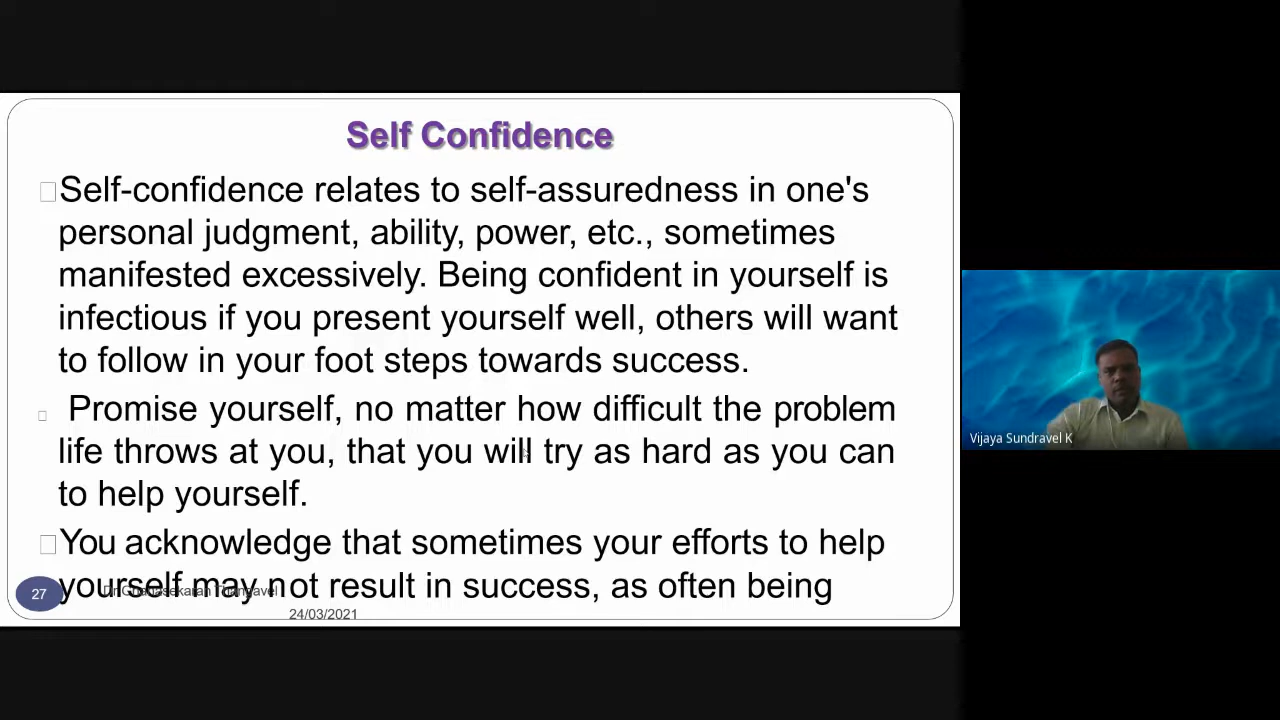 Self Confidence
Self-confidence relates to self-assuredness in one's
personal judgment, ability, power, etc., sometimes
manifested excessively. Being confident in yourself is
infectious if you present yourself well, others will want
to follow in your foot steps towards success.
Promise yourself, no matter how difficult the problem
life throws at you, that you will try as hard as you can
to help yourself.
You acknowledge that sometimes your efforts to help
yourself may not result in success, as often being
27
Dr.Gnanasekaran Thangavel
24/03/2021
Vijaya Sundravel K